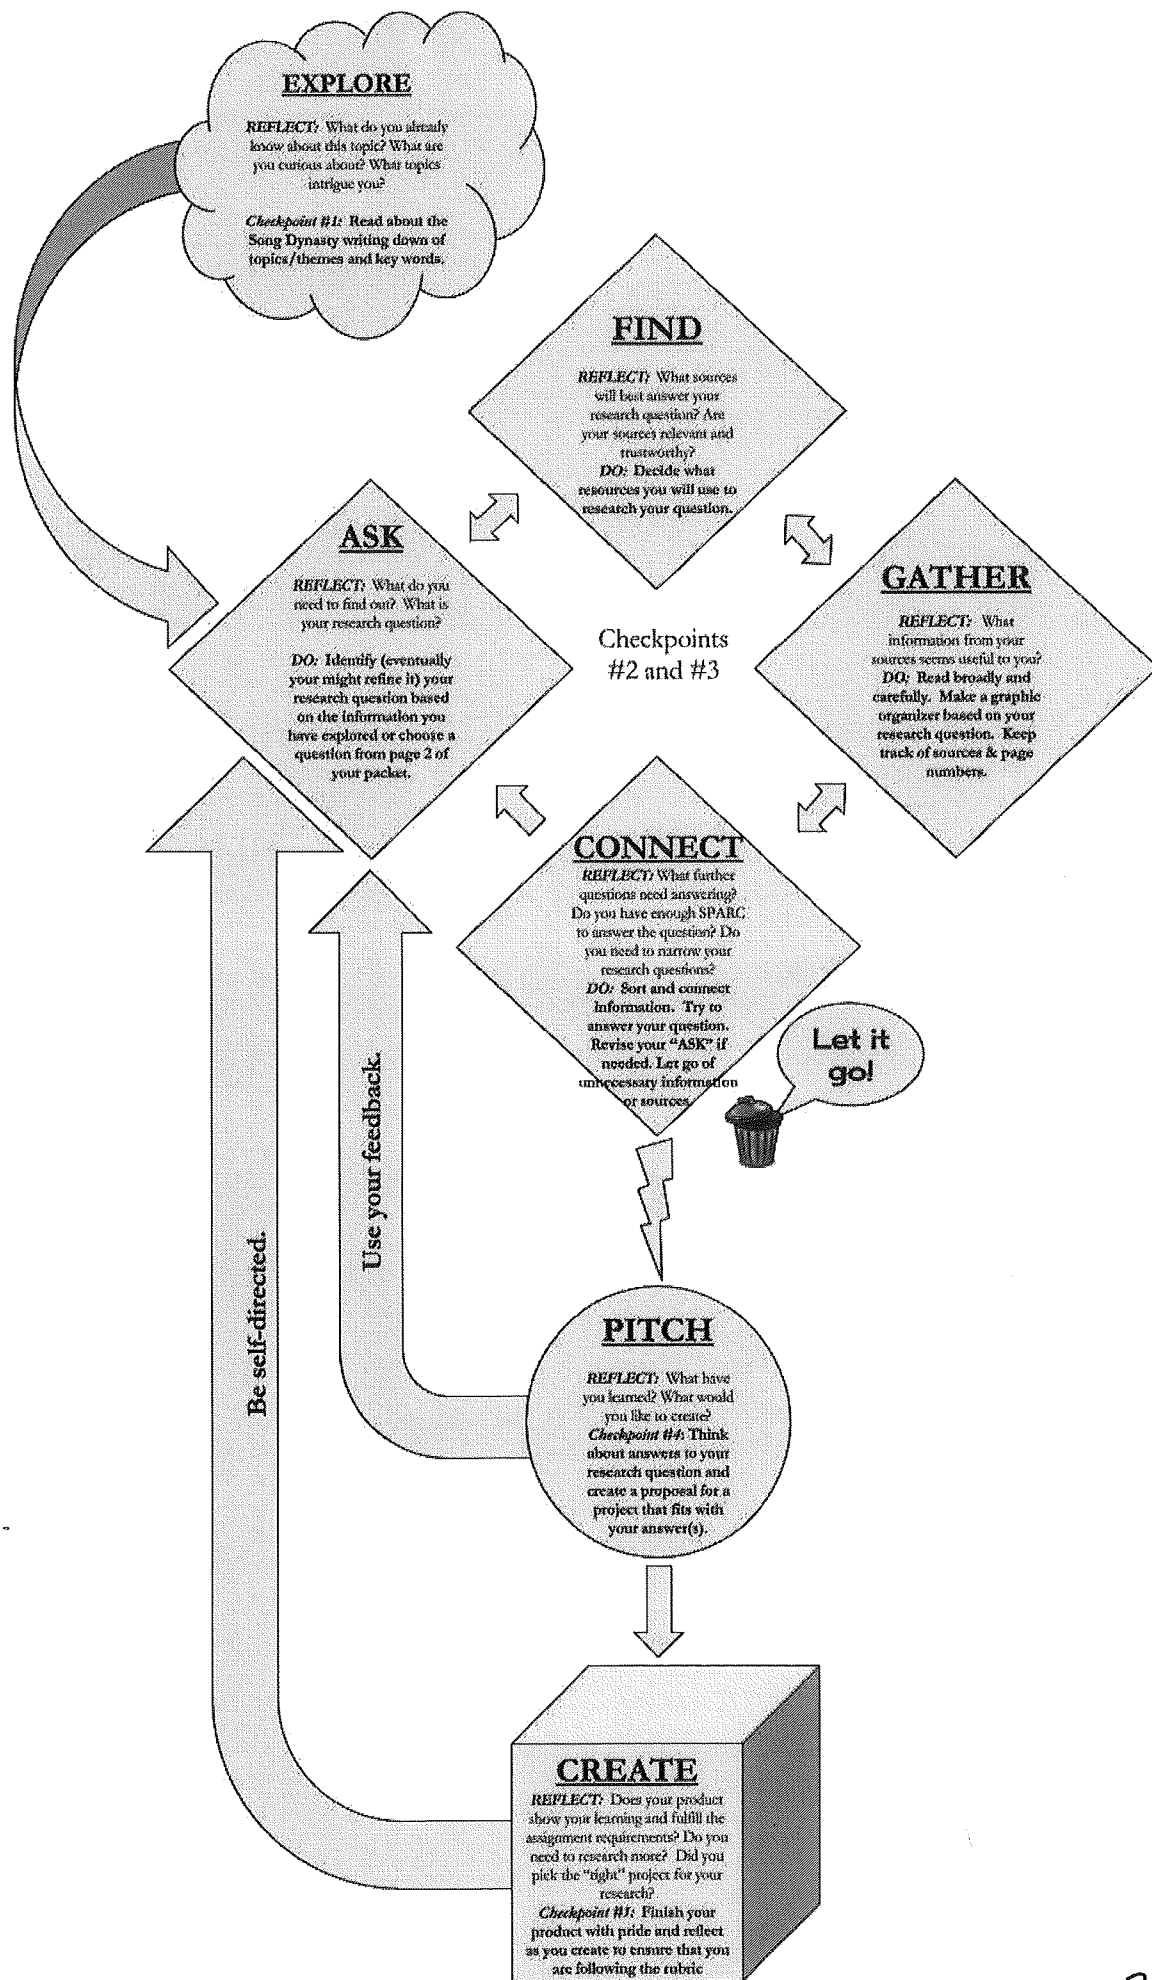 EXPLORE
REFLECT: What do you already
know about this topic? What are
you curious about? What topics
intrigue you?
Checkpoint #1: Read about the
Song Dynasty writing down of
topics/themes and key words.
FIND
REFLECT: What sources
will best answer your
research question? Are
your sources relevant and
trustworthy?
DO: Decide what
resources you will use to
research your question.
ASK
REFLECT: What do you
need to find out? What is
your research question?
DO: Identify (eventually
your might refine it) your
research question based
on the information you
have explored or choose a
question from page 2 of
your packet.
Checkpoints
#2 and #3
GATHER
REFLECT: What
information from your
sources seems useful to you?
DO: Read broadly and
carefully. Make a graphic
organizer based on your
research question. Keep
track of sources & page
numbers.
CONNECT
REFLECT: What further
questions need answering?
Do you have enough SPARC
to answer the question? Do
you need to narrow your
research questions?
DO: Sort and connect
information. Try to
answer your question.
Revise your "ASK" if
needed. Let go of
unnecessary information
or sources.
Let it
go!
Use your feedback.
Be self-directed.
PITCH
REFLECT: What have
you learned? What would
you like to create?
Checkpoint #4: Think
about answers to your
research question and
create a proposal for a
project that fits with
your answer(s).
CREATE
REFLECT: Does your product
show your learning and fulfill the
assignment requirements? Do you
need to research more? Did you
pick the "right" project for your
research?
Checkpoint #1: Finish your
product with pride and reflect
as you create to ensure that you
are following the rubric